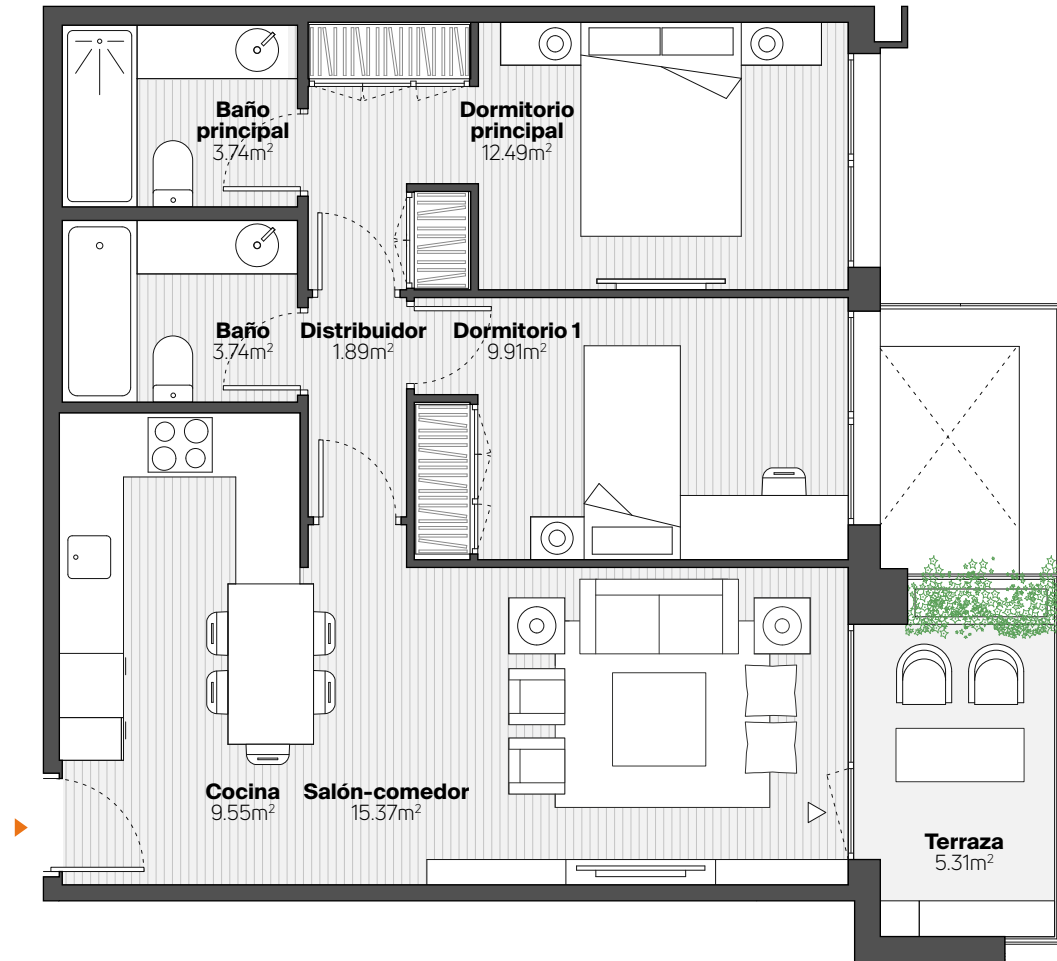 Baño
principal
3.74m²
Dormitorio
principal
12.49m²
Baño
3.74m²
Distribuidor
1.89m²
Dormitorio 1
9.91m²
Cocina
9.55m²
Salón-comedor
15.37m²
Terraza
5.31m²